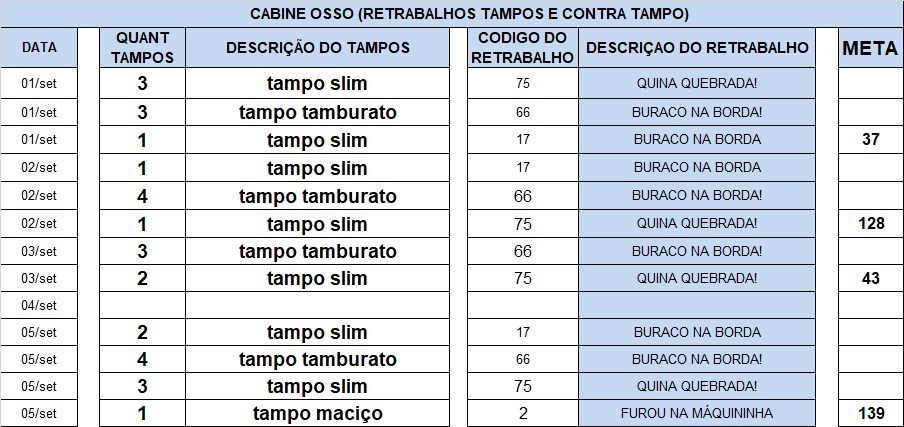 CABINE OSSO (RETRABALHOS TAMPOS E CONTRA TAMPO)
DATA QUANT TAMPOS DESCRIÇÃO DO TAMPOS CODIGO DO RETRABALHO DESCRIÇAO DO RETRABALHO META
01/set 3 tampo slim 75 QUINA QUEBRADA!
01/set 3 tampo tamburato 66 BURACO NA BORDA!
01/set 1 tampo slim 17 BURACO NA BORDA 37
02/set 1 tampo slim 17 BURACO NA BORDA
02/set 4 tampo tamburato 66 BURACO NA BORDA!
02/set 1 tampo slim 75 QUINA QUEBRADA! 128
03/set 3 tampo tamburato 66 BURACO NA BORDA!
03/set 2 tampo slim 75 QUINA QUEBRADA! 43
04/set
05/set 2 tampo slim 17 BURACO NA BORDA
05/set 4 tampo tamburato 66 BURACO NA BORDA!
05/set 3 tampo slim 75 QUINA QUEBRADA!
05/set 1 tampo maciço 2 FUROU NA MÁQUININHA 139